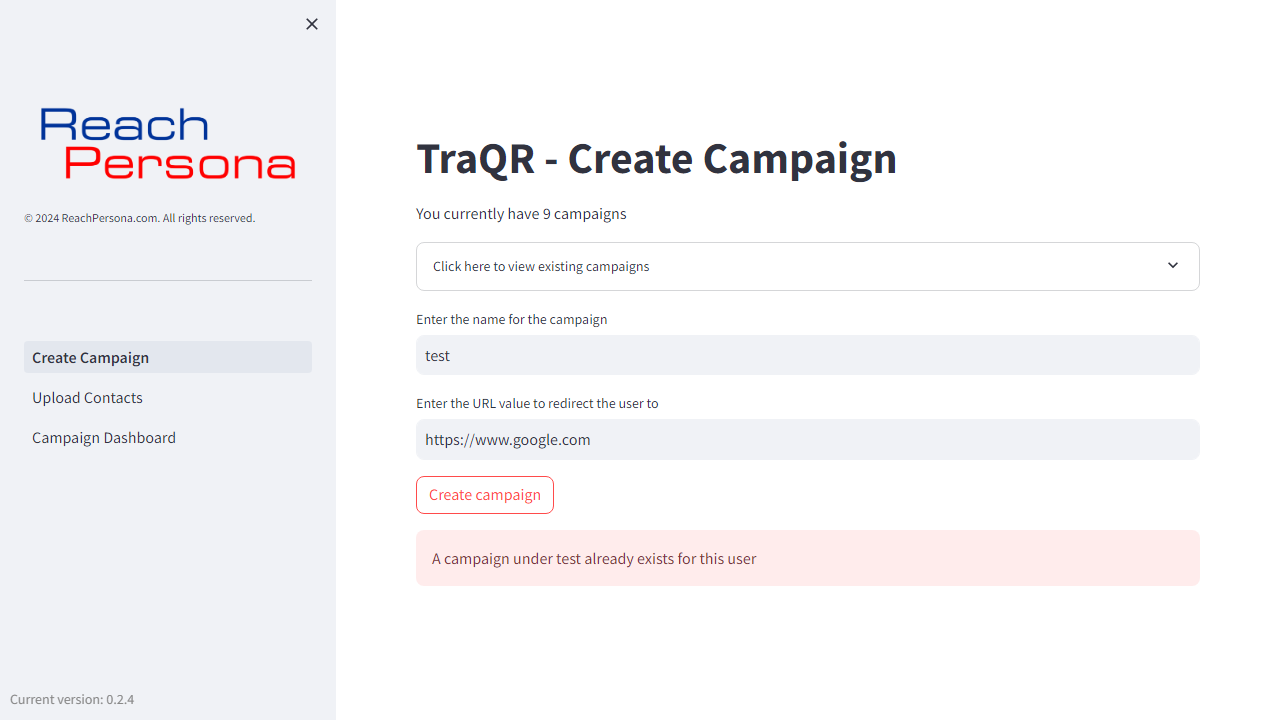 Reach
Persona
© 2024 ReachPersona.com. All rights reserved.
Create Campaign
Upload Contacts
Campaign Dashboard
Current version: 0.2.4
TraQR - Create Campaign
You currently have 9 campaigns
Click here to view existing campaigns
Enter the name for the campaign
test
Enter the URL value to redirect the user to
https://www.google.com
Create campaign
A campaign under test already exists for this user